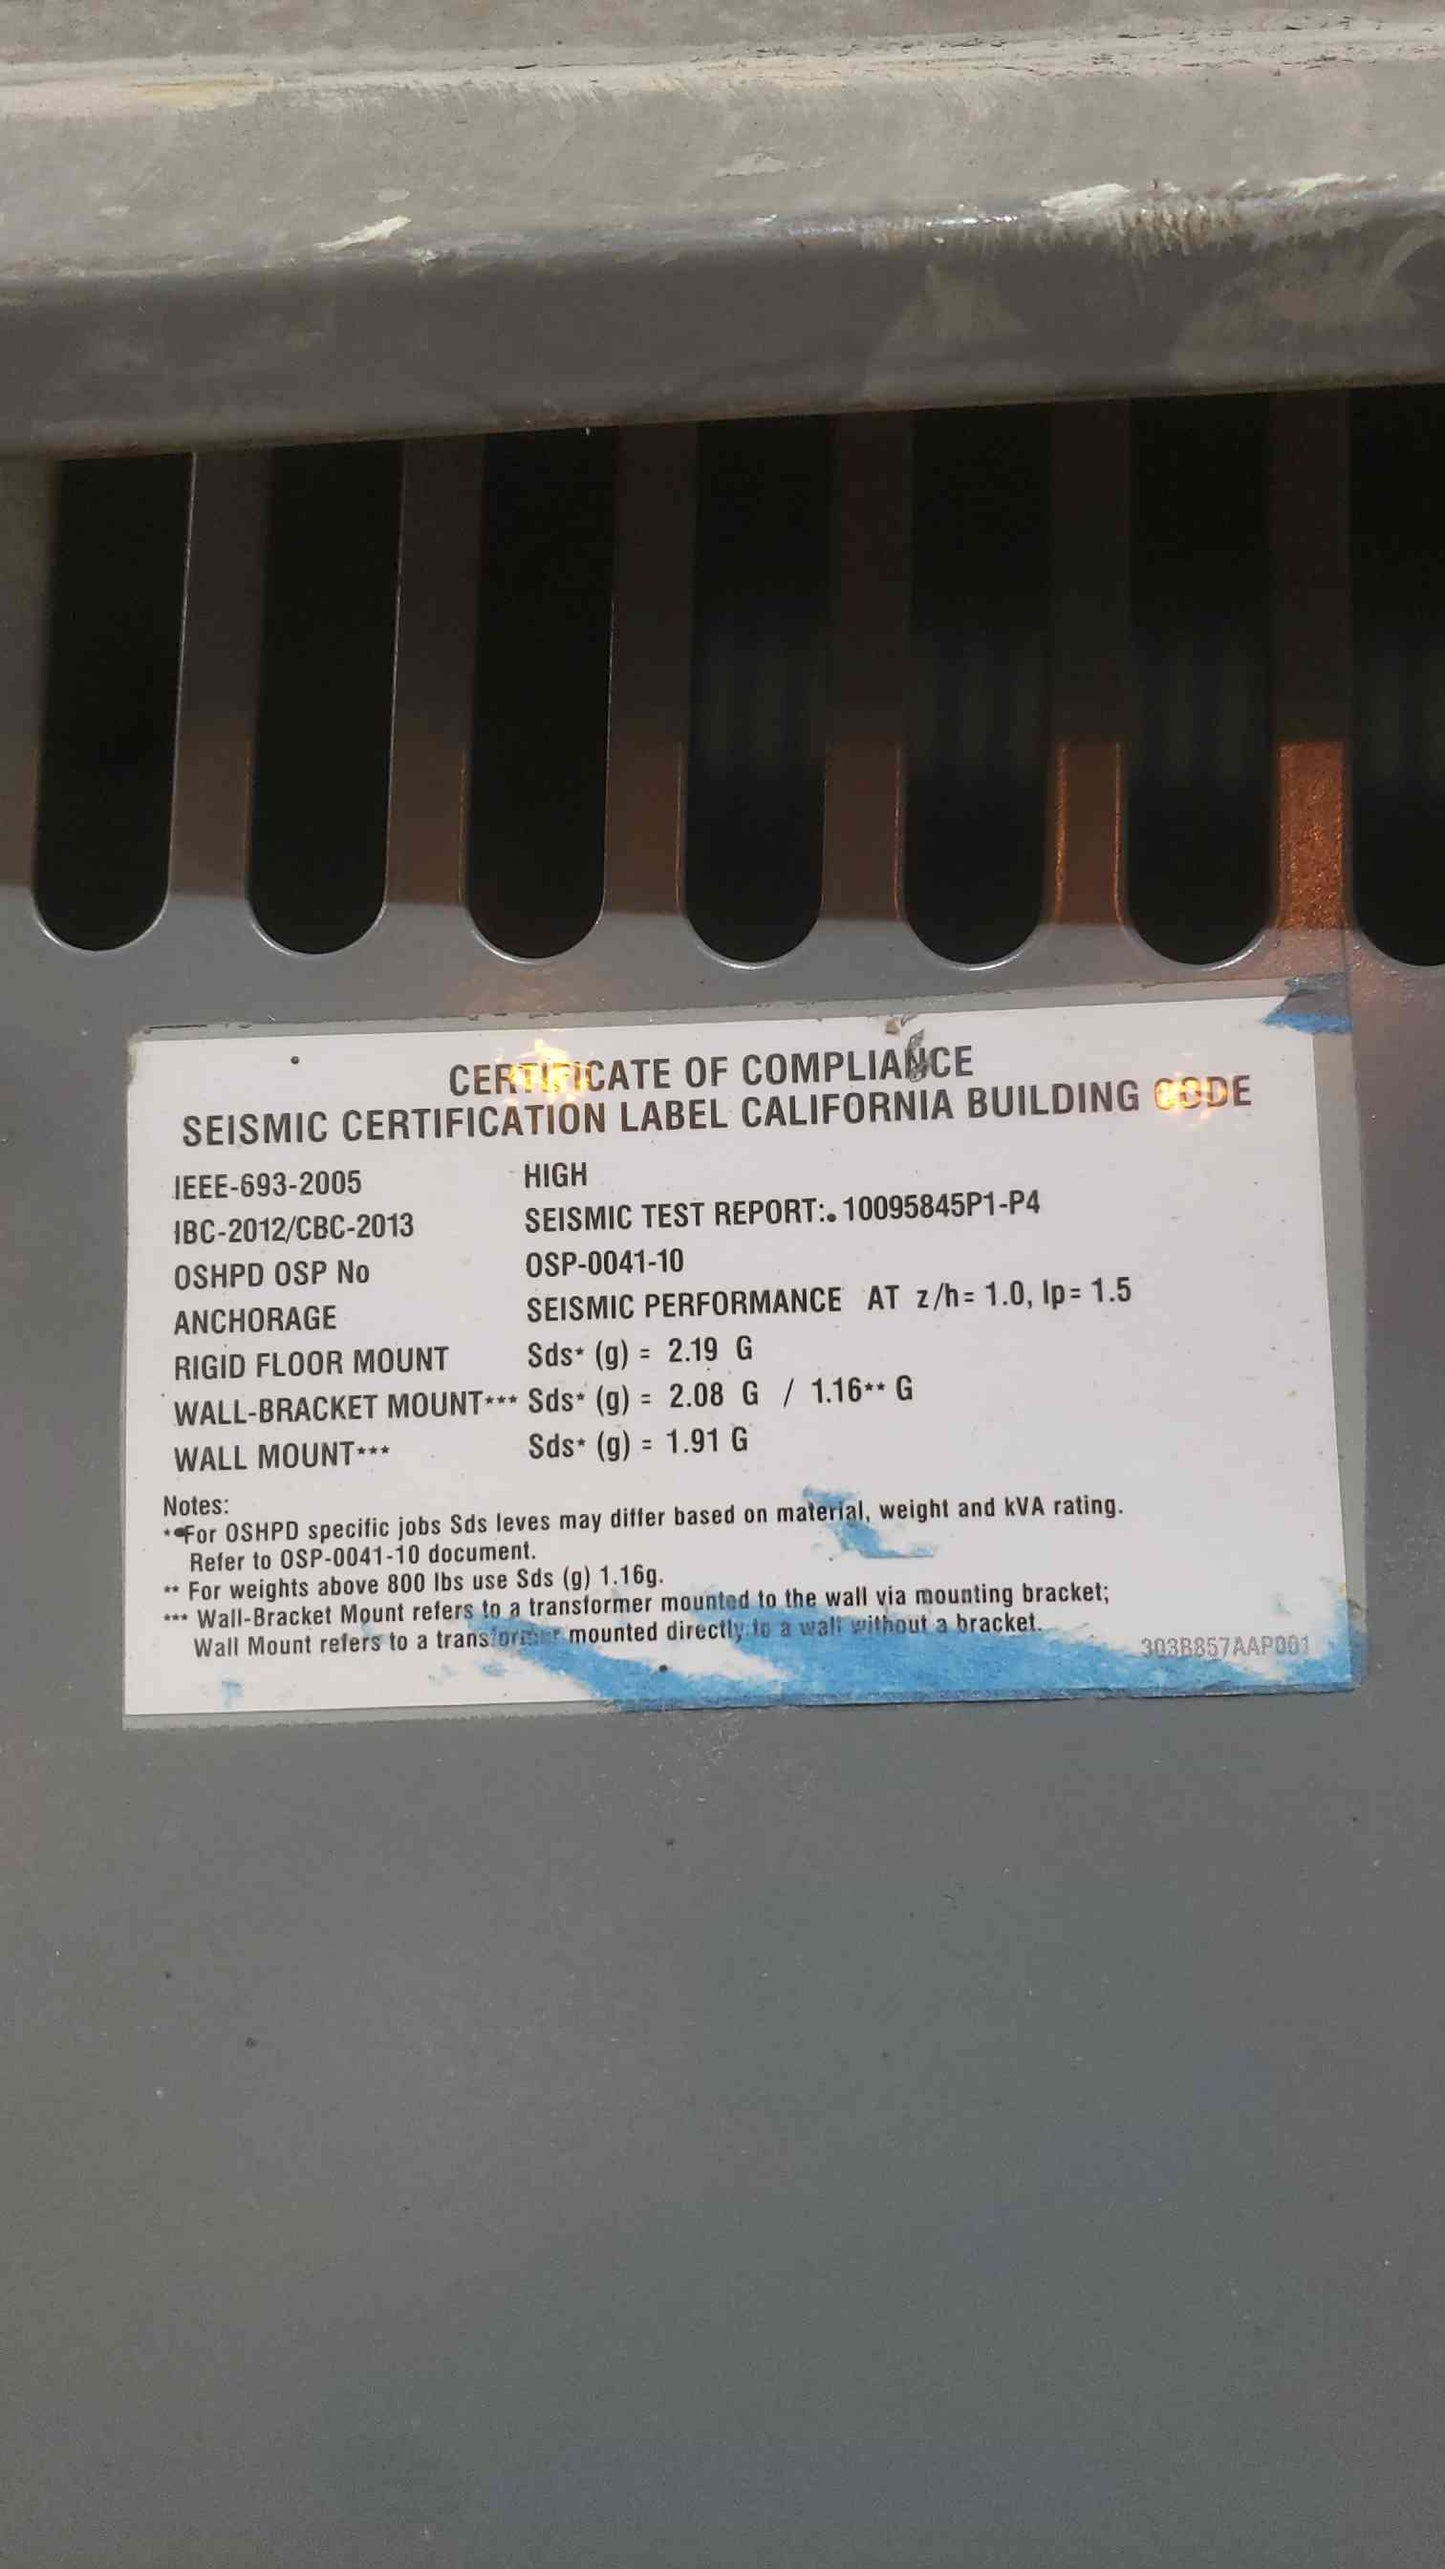 CERTIFICATE OF COMPLIANCE
SEISMIC CERTIFICATION LABEL CALIFORNIA BUILDING CODE
IEEE-693-2005 HIGH
IBC-2012/CBC-2013 SEISMIC TEST REPORT:. 10095845P1-P4
OSHPD OSP No OSP-0041-10
ANCHORAGE SEISMIC PERFORMANCE AT z/h= 1.0, Ip= 1.5
RIGID FLOOR MOUNT Sds* (g) = 2.19 G
WALL-BRACKET MOUNT*** Sds* (g) = 2.08 G / 1.16** G
WALL MOUNT*** Sds* (g) = 1.91 G
Notes:
* For OSHPD specific jobs Sds leves may differ based on material, weight and kVA rating.
Refer to OSP-0041-10 document.
** For weights above 800 lbs use Sds (g) 1.16g.
*** Wall-Bracket Mount refers to a transformer mounted to the wall via mounting bracket;
Wall Mount refers to a transformer mounted directly to a wall without a bracket.
303B857AAP001